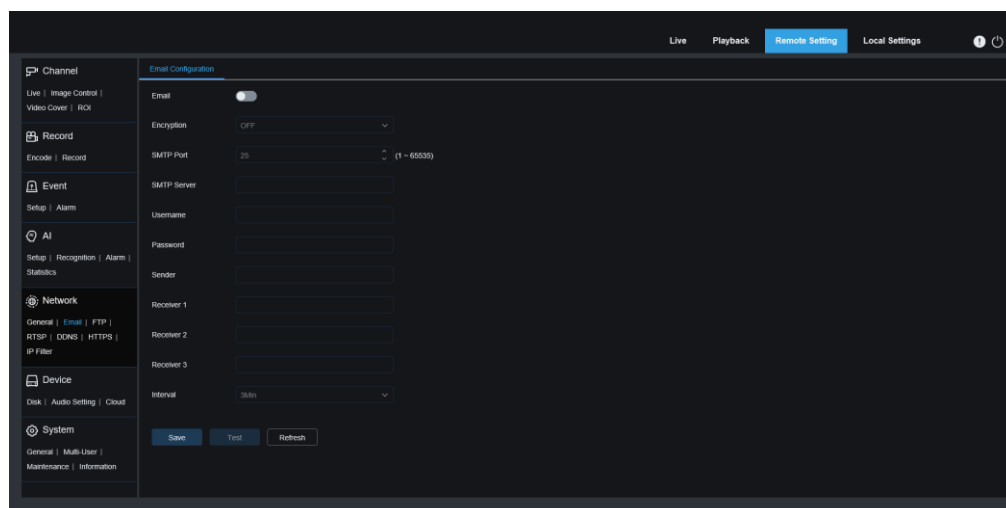 Live Playback Remote Setting Local Settings
Channel
Live | Image Control |
Video Cover | ROI
Record
Encode | Record
Event
Setup | Alarm
AI
Setup | Recognition | Alarm |
Statistics
Network
General | Email | FTP |
RTSP | DDNS | HTTPS |
IP Filter
Device
Disk | Audio Setting | Cloud
System
General | Multi-User |
Maintenance | Information
Email Configuration
Email
Encryption OFF
SMTP Port 25 (1 ~ 65535)
SMTP Server
Username
Password
Sender
Receiver 1
Receiver 2
Receiver 3
Interval 3Min
Save Test Refresh